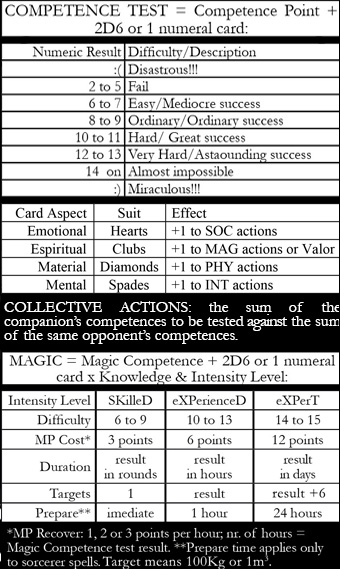 COMPETENCE TEST = Competence Point +
2D6 or 1 numeral card:
Numeric Result Difficulty/Description
:( Disastrous!!!
2 to 5 Fail
6 to 7 Easy/Mediocre success
8 to 9 Ordinary/Ordinary success
10 to 11 Hard/ Great success
12 to 13 Very Hard/Astaounding success
14 on Almost impossible
:) Miraculous!!!
Card Aspect Suit Effect
Emotional Hearts +1 to SOC actions
Espiritual Clubs +1 to MAG actions or Valor
Material Diamonds +1 to PHY actions
Mental Spades +1 to INT actions
COLLECTIVE ACTIONS: the sum of the
companion's competences to be tested against the sum
of the same opponent's competences.
MAGIC = Magic Competence + 2D6 or 1 numeral
card x Knowledge & Intensity Level:
Intensity Level SKilleD eXPerienceD eXPerT
Difficulty 6 to 9 10 to 13 14 to 15
MP Cost* 3 points 6 points 12 points
Duration result in rounds result in hours result in days
Targets 1 result result +6
Prepare** imediate 1 hour 24 hours
*MP Recover: 1, 2 or 3 points per hour; nr. of hours =
Magic Competence test result. **Prepare time applies only
to sorcerer spells. Target means 100Kg or 1m³.